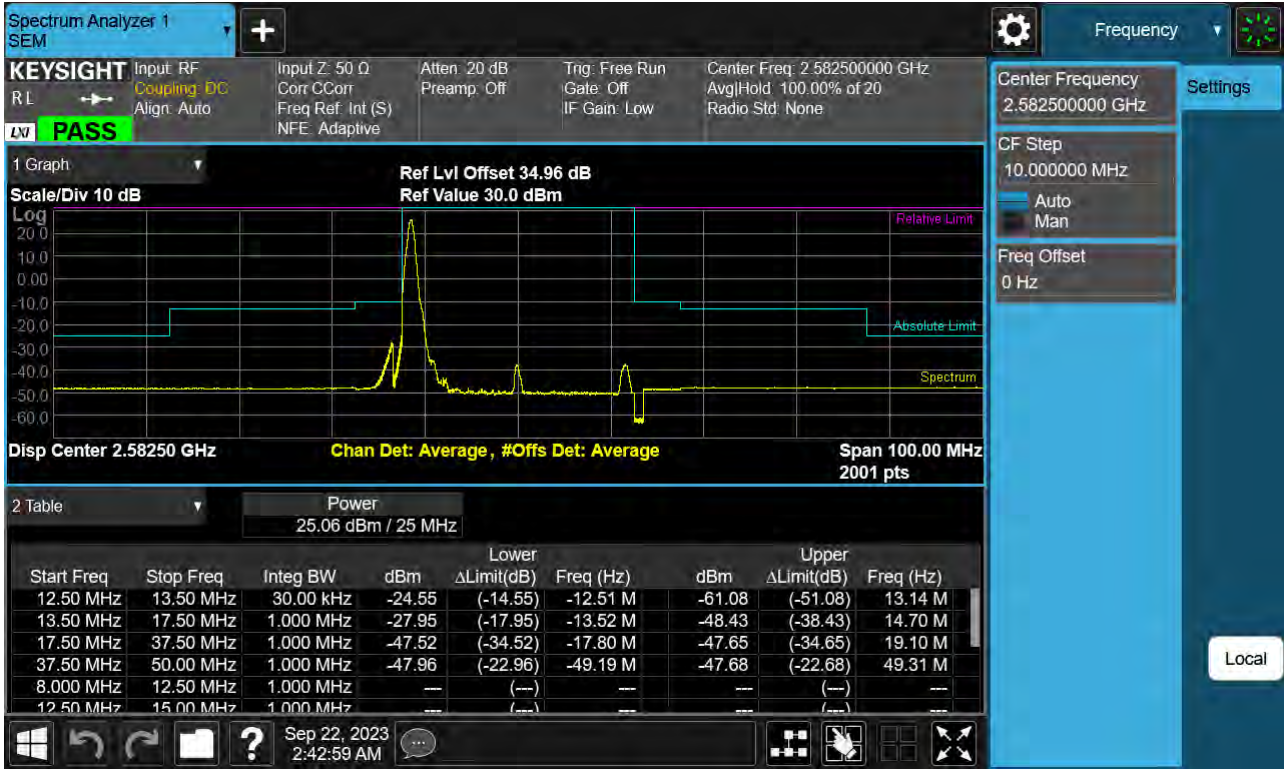 Spectrum Analyzer 1
SEM
Frequency
KEYSIGHT
R L
LXI
PASS
Input: RF
Coupling: DC
Align: Auto
Input Z: 50 Ω
Corr CCorr
Freq Ref: Int (S)
NFE: Adaptive
Atten: 20 dB
Preamp: Off
Trig: Free Run
Gate: Off
IF Gain: Low
Center Freq: 2.582500000 GHz
Avg|Hold: 100.00% of 20
Radio Std: None
Center Frequency
2.582500000 GHz
Settings
CF Step
10.000000 MHz
Auto
Man
Freq Offset
0 Hz
Local
1 Graph
Scale/Div 10 dB
Ref Lvl Offset 34.96 dB
Ref Value 30.0 dBm
Log
20.0
10.0
0.00
-10.0
-20.0
-30.0
-40.0
-50.0
-60.0
Relative Limit
Absolute Limit
Spectrum
Disp Center 2.58250 GHz
Chan Det: Average, #Offs Det: Average
Span 100.00 MHz
2001 pts
2 Table
Power
25.06 dBm / 25 MHz
Lower Upper
Start Freq Stop Freq Integ BW dBm ΔLimit(dB) Freq (Hz) dBm ΔLimit(dB) Freq (Hz)
12.50 MHz 13.50 MHz 30.00 kHz -24.55 (-14.55) -12.51 M -61.08 (-51.08) 13.14 M
13.50 MHz 17.50 MHz 1.000 MHz -27.95 (-17.95) -13.52 M -48.43 (-38.43) 14.70 M
17.50 MHz 37.50 MHz 1.000 MHz -47.52 (-34.52) -17.80 M -47.65 (-34.65) 19.10 M
37.50 MHz 50.00 MHz 1.000 MHz -47.96 (-22.96) -49.19 M -47.68 (-22.68) 49.31 M
8.000 MHz 12.50 MHz 1.000 MHz --- (---) --- --- (---) ---
12.50 MHz 15.00 MHz 1.000 MHz --- (---) --- --- (---) ---
?
Sep 22, 2023
2:42:59 AM